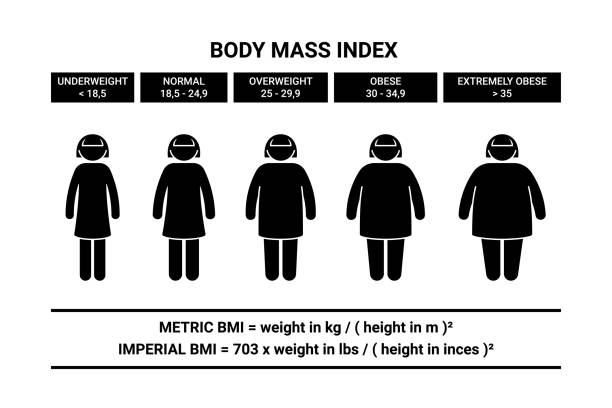 BODY MASS INDEX
UNDERWEIGHT
< 18,5
NORMAL
18,5 - 24,9
OVERWEIGHT
25 - 29,9
OBESE
30 - 34,9
EXTREMELY OBESE
> 35
METRIC BMI = weight in kg / ( height in m )²
IMPERIAL BMI = 703 x weight in lbs / ( height in inces )²